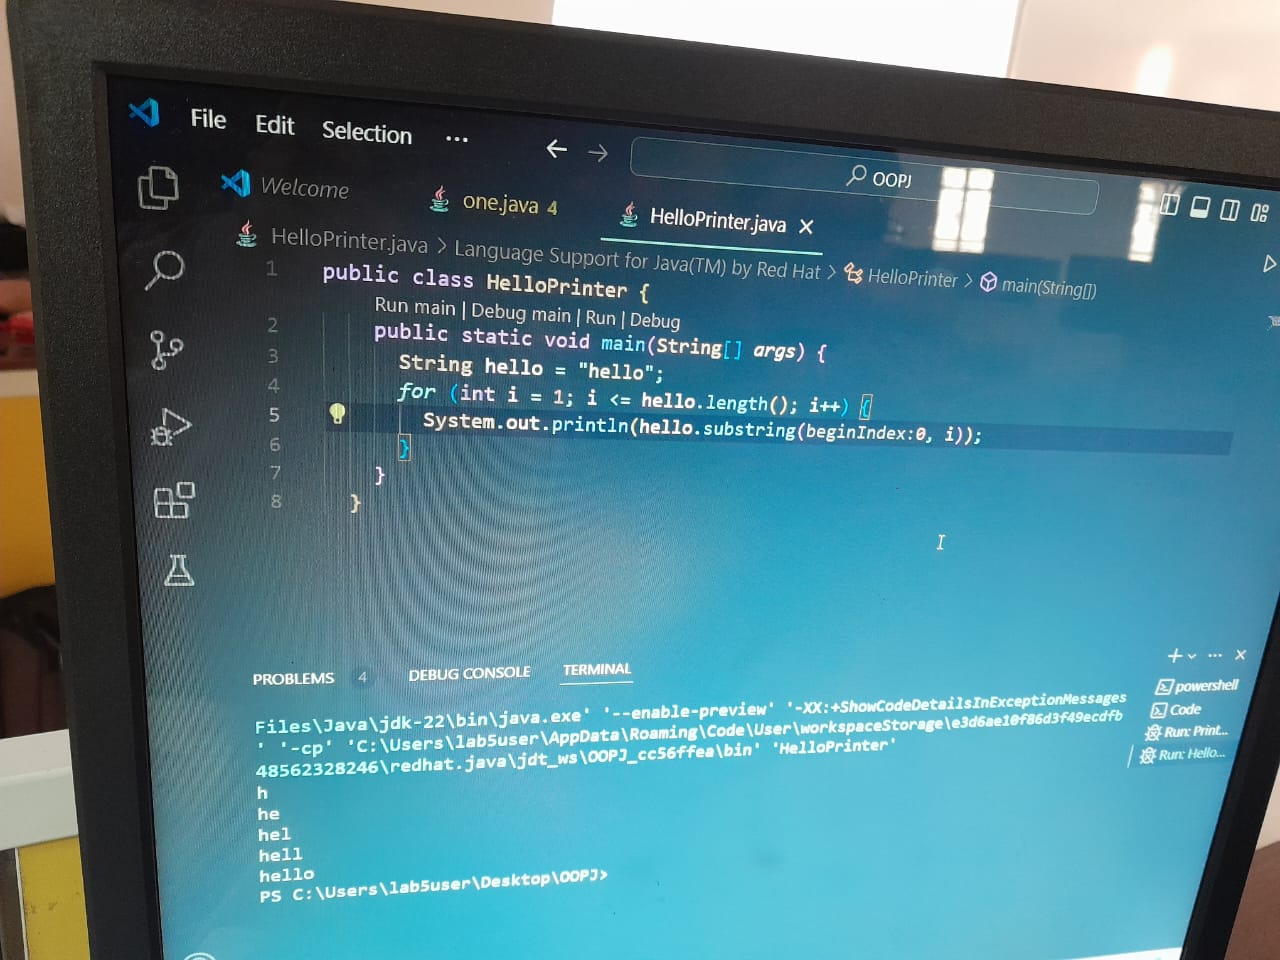 File Edit Selection ...
OOPJ
Welcome one.java 4 HelloPrinter.java
HelloPrinter.java > Language Support for Java(TM) by Red Hat > HelloPrinter > main(String[])
1 public class HelloPrinter {
Run main | Debug main | Run | Debug
2 public static void main(String[] args) {
3 String hello = "hello";
4 for (int i = 1; i <= hello.length(); i++) {
5 System.out.println(hello.substring(beginIndex:0, i));
6 }
7 }
8 }
PROBLEMS 4 DEBUG CONSOLE TERMINAL
Files\Java\jdk-22\bin\java.exe' '--enable-preview' '-XX:+ShowCodeDetailsInExceptionMessages
' '-cp' 'C:\Users\lab5user\AppData\Roaming\Code\User\workspaceStorage\e3d6ae10f86d3f49ecdfb
48562328246\redhat.java\jdt_ws\OOPJ_cc56ffea\bin' 'HelloPrinter'
h
he
hel
hell
hello
PS C:\Users\lab5user\Desktop\OOPJ>
powershell
Code
Run: Print...
Run: Hello...